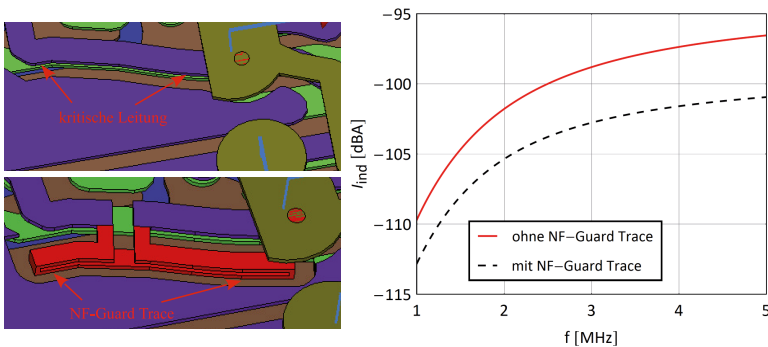 kritische Leitung
NF-Guard Trace
−95
−100
−105
−110
−115
I_ind [dBA]
ohne NF−Guard Trace
mit NF−Guard Trace
1 2 3 4 5
f [MHz]